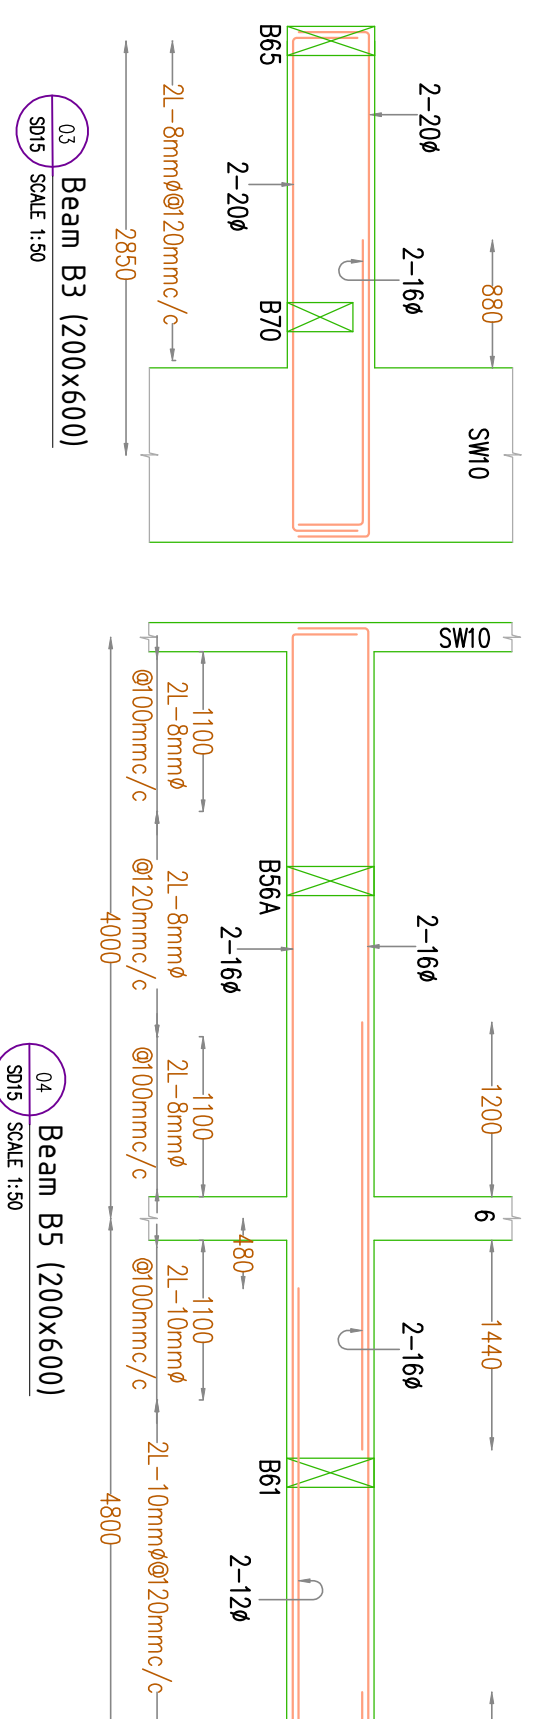 B65
2-20ø
2-20ø
2-16ø
880
B70
SW10
2L-8mmø@120mmc/c
2850
03
SD15
Beam B3 (200x600)
SCALE 1:50
SW10
1100
2L-8mmø
@100mmc/c
B56A
2-16ø
2-16ø
2L-8mmø
@120mmc/c
4000
1200
1100
2L-8mmø
@100mmc/c
6
480
1440
1100
2L-10mmø
@100mmc/c
2-16ø
B61
2-12ø
2L-10mmø@120mmc/c
4800
04
SD15
Beam B5 (200x600)
SCALE 1:50